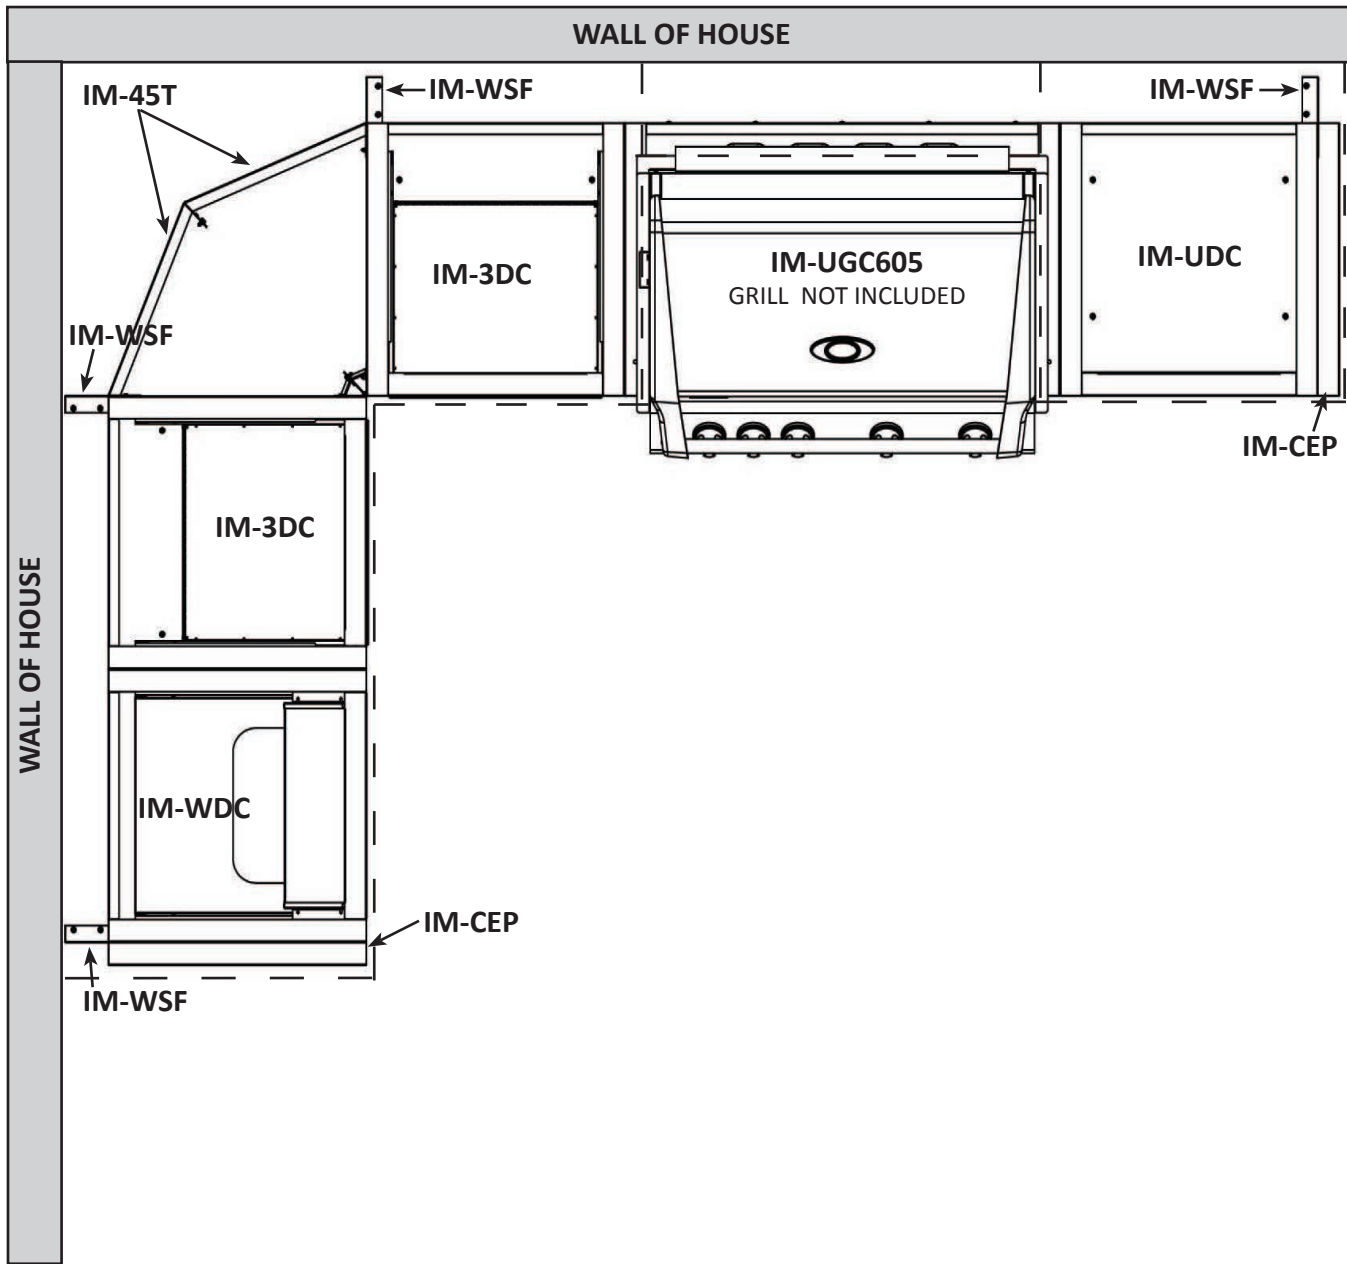 WALL OF HOUSE
IM-45T
IM-WSF
IM-WSF
IM-3DC
IM-UGC605
GRILL NOT INCLUDED
IM-UDC
IM-WSF
IM-CEP
IM-3DC
WALL OF HOUSE
IM-WDC
IM-CEP
IM-WSF